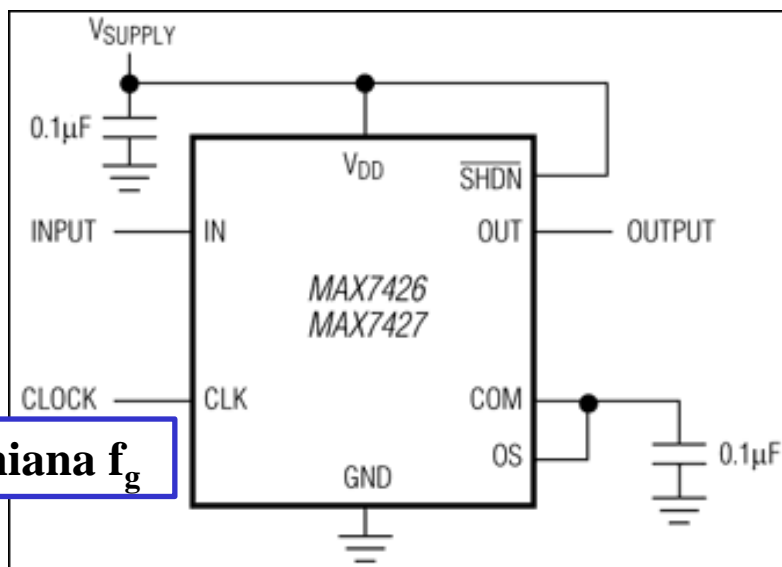 VSUPPLY
0.1µF
VDD
SHDN
INPUT
IN
OUT
OUTPUT
MAX7426
MAX7427
CLOCK
CLK
COM
OS
0.1µF
GND
fg